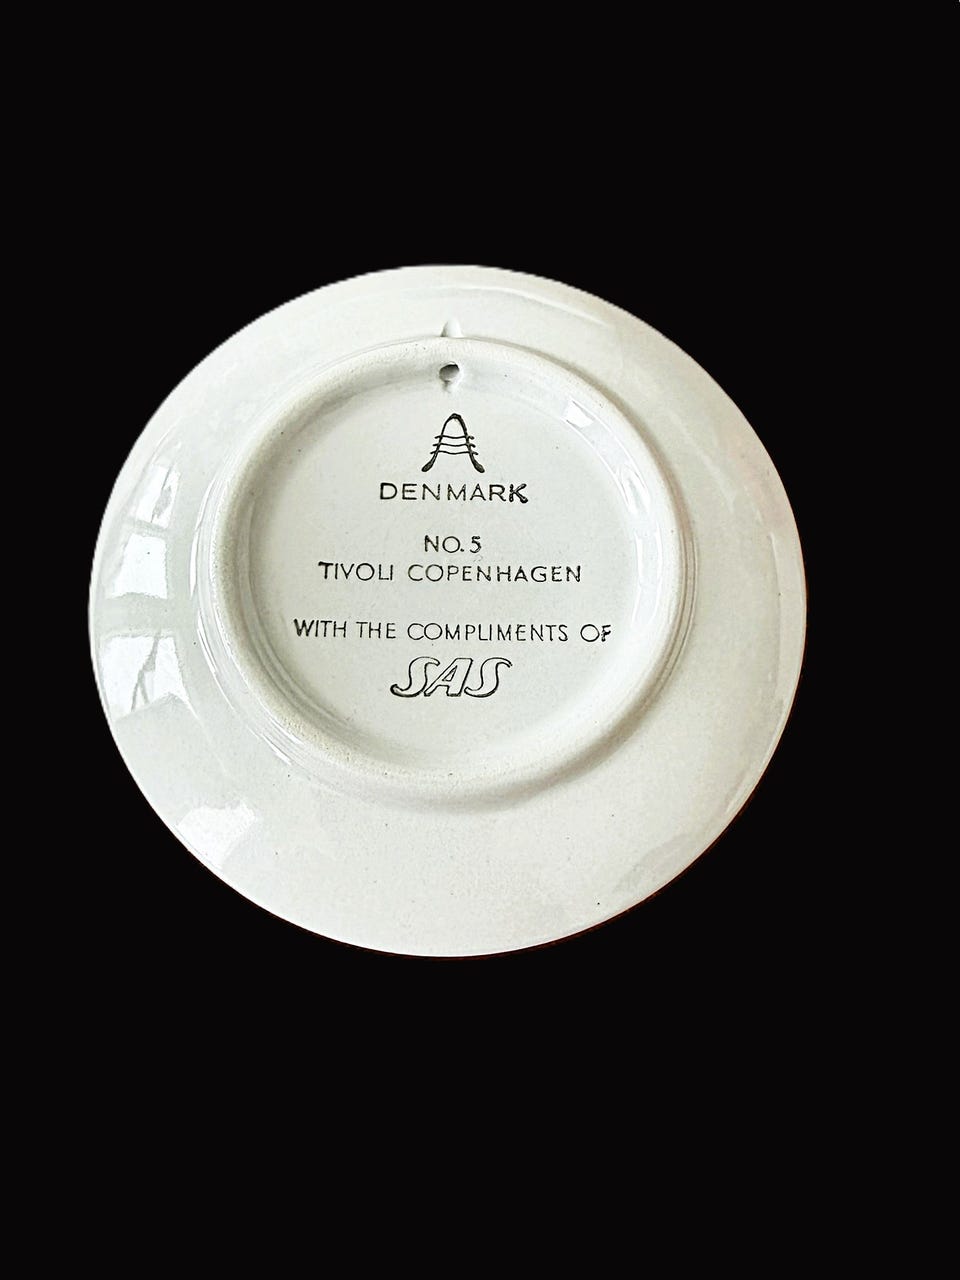 A
DENMARK
NO. 5
TIVOLI COPENHAGEN
WITH THE COMPLIMENTS OF
SAS